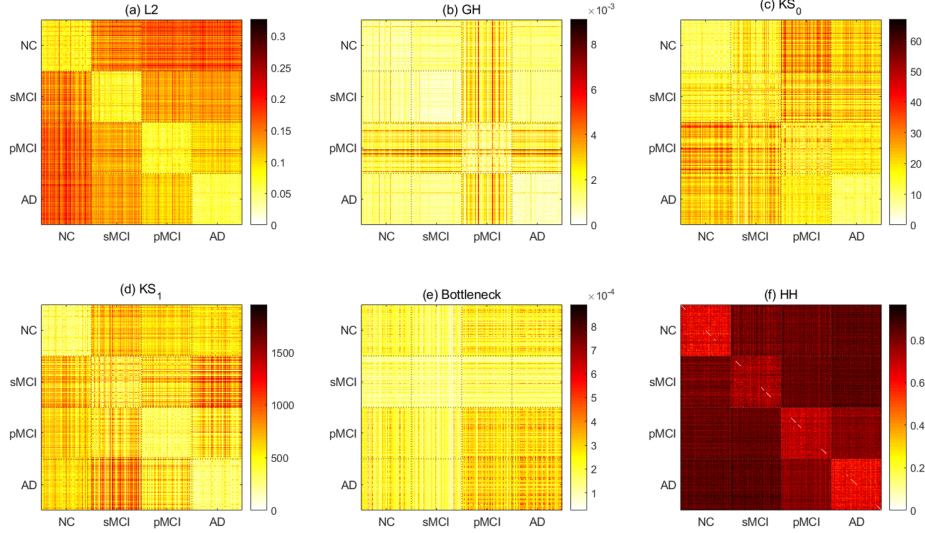 (a) L2
NC
sMCI
pMCI
AD
NC sMCI pMCI AD
0.3
0.25
0.2
0.15
0.1
0.05
0
(b) GH
×10⁻³
NC
sMCI
pMCI
AD
NC sMCI pMCI AD
8
6
4
2
0
(c) KS₀
NC
sMCI
pMCI
AD
NC sMCI pMCI AD
60
50
40
30
20
10
0
(d) KS₁
NC
sMCI
pMCI
AD
NC sMCI pMCI AD
1500
1000
500
0
(e) Bottleneck
×10⁻⁴
NC
sMCI
pMCI
AD
NC sMCI pMCI AD
8
7
6
5
4
3
2
1
(f) HH
NC
sMCI
pMCI
AD
NC sMCI pMCI AD
0.8
0.6
0.4
0.2
0